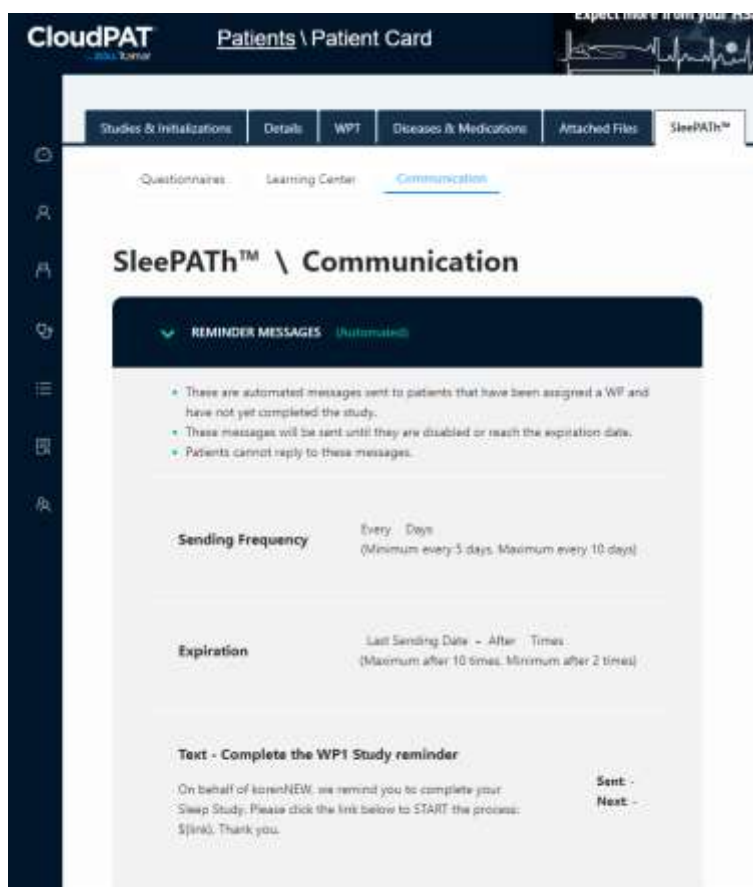 Expect more from your
CloudPAT
Patients \ Patient Card
Studies & Initializations
Details
WPT
Diseases & Medications
Attached Files
SleePATh™
Questionnaires
Learning Center
Communication
SleePATh™ \ Communication
REMINDER MESSAGES (Automated)
• These are automated messages sent to patients that have been assigned a WP and
have not yet completed the study.
• These messages will be sent until they are disabled or reach the expiration date.
• Patients cannot reply to these messages.
Sending Frequency
Every Days
(Minimum every 5 days. Maximum every 10 days)
Expiration
Last Sending Date - After Times
(Maximum after 10 times. Minimum after 2 times)
Text - Complete the WP1 Study reminder
On behalf of korenNEW, we remind you to complete your
Sleep Study. Please click the link below to START the process:
$(link). Thank you.
Sent: -
Next: -